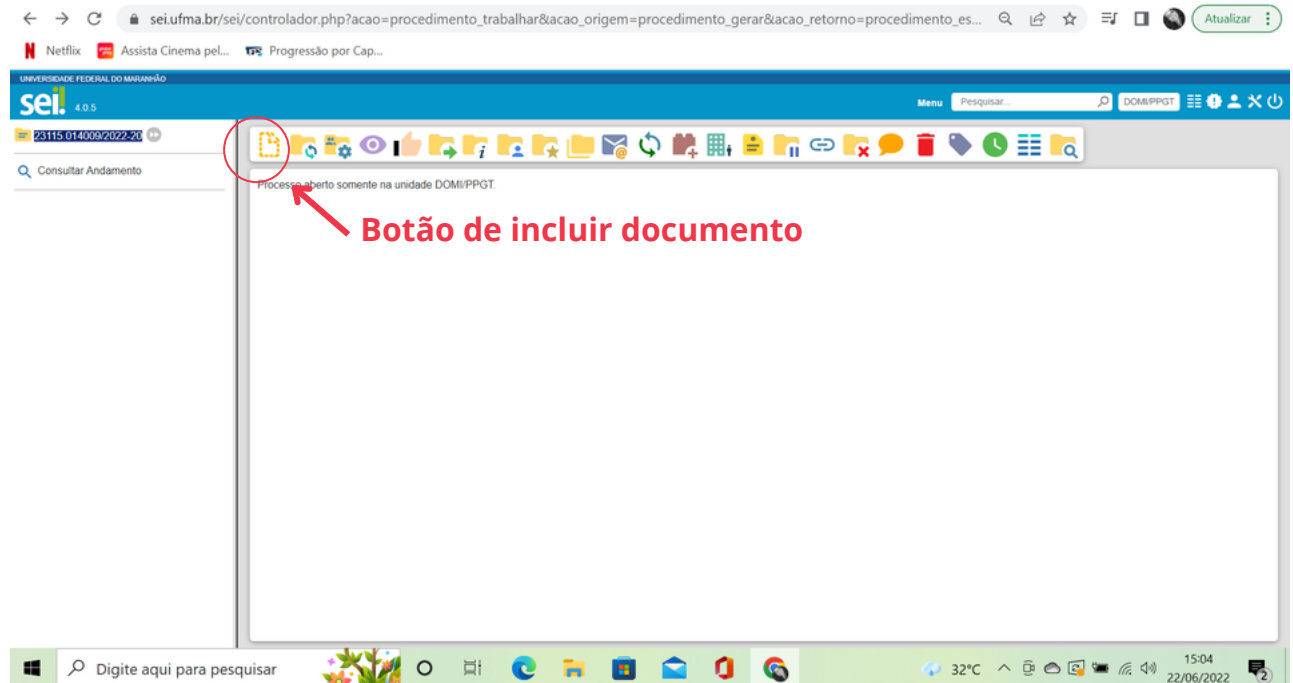 sei.ufma.br/sei/controlador.php?acao=procedimento_trabalhar&acao_origem=procedimento_gerar&acao_retorno=procedimento_es...
Atualizar
Netflix
Assista Cinema pel...
Progressão por Cap...
UNIVERSIDADE FEDERAL DO MARANHÃO
sei! 4.0.5
Menu
Pesquisar...
DOMI/PPGT
23115.014009/2022-20
Consultar Andamento
Processo aberto somente na unidade DOMI/PPGT.
Botão de incluir documento
Digite aqui para pesquisar
32°C
15:04
22/06/2022
2